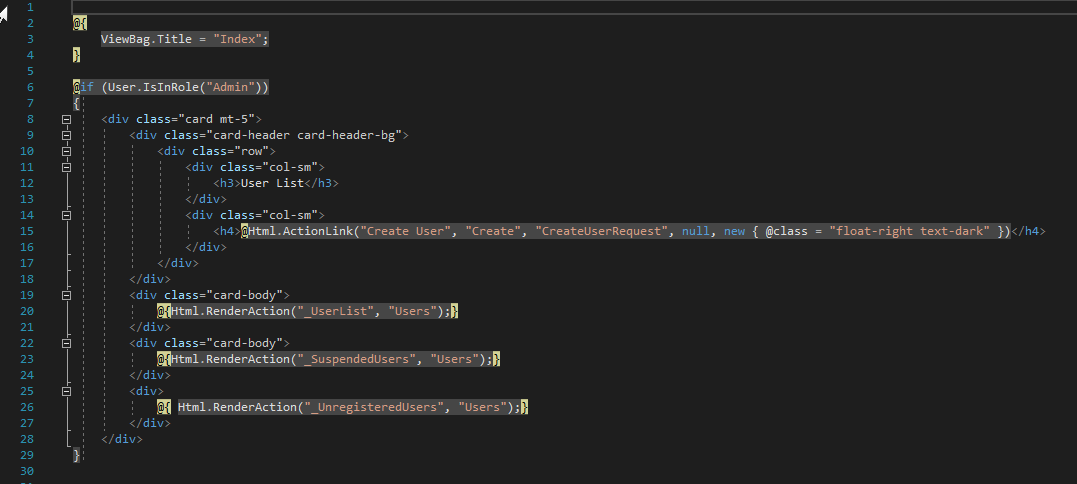 1
2 @{
3 ViewBag.Title = "Index";
4 }
5
6 @if (User.IsInRole("Admin"))
7 {
8 <div class="card mt-5">
9 <div class="card-header card-header-bg">
10 <div class="row">
11 <div class="col-sm">
12 <h3>User List</h3>
13 </div>
14 <div class="col-sm">
15 <h4>@Html.ActionLink("Create User", "Create", "CreateUserRequest", null, new { @class = "float-right text-dark" })</h4>
16 </div>
17 </div>
18 </div>
19 <div class="card-body">
20 @{Html.RenderAction("_UserList", "Users");}
21 </div>
22 <div class="card-body">
23 @{Html.RenderAction("_SuspendedUsers", "Users");}
24 </div>
25 <div>
26 @{ Html.RenderAction("_UnregisteredUsers", "Users");}
27 </div>
28 </div>
29 }
30